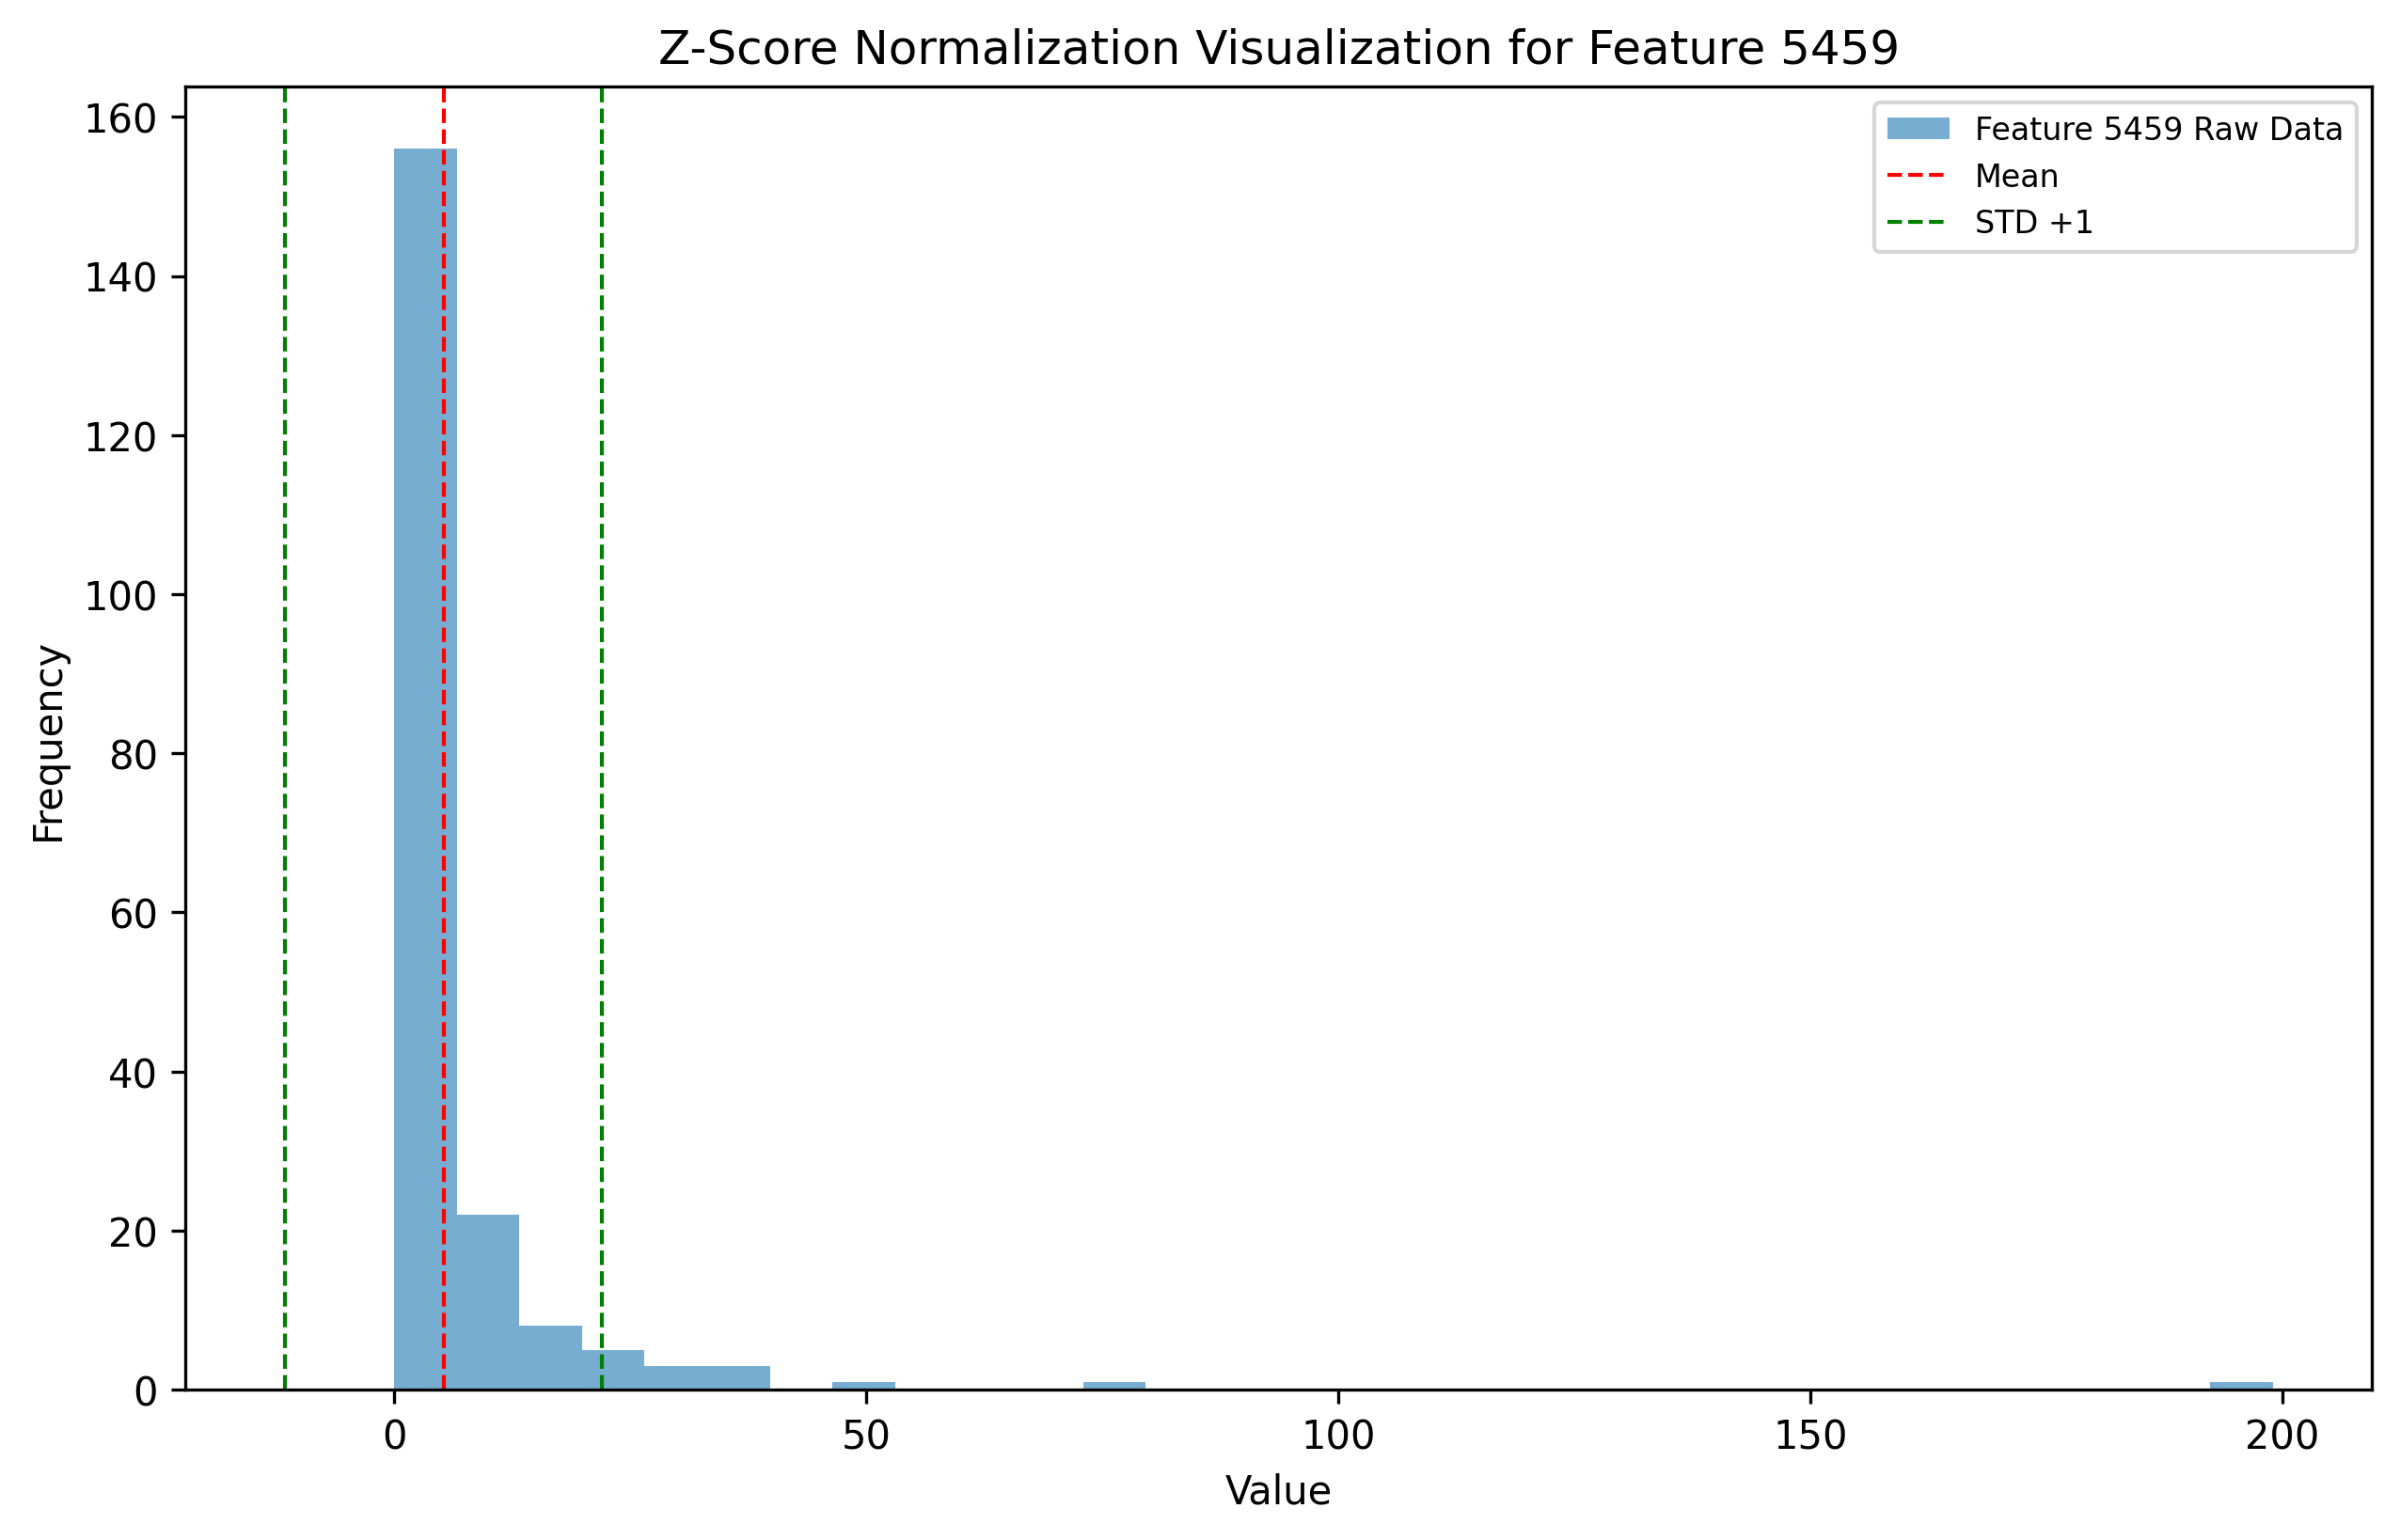 Z-Score Normalization Visualization for Feature 5459
Feature 5459 Raw Data
Mean
STD +1
160
140
120
100
80
60
40
20
0
Frequency
0 50 100 150 200
Value